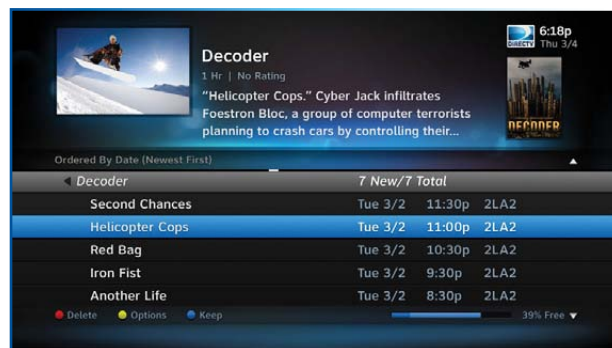 6:18p
DIRECTV Thu 3/4
Decoder
1 Hr | No Rating
“Helicopter Cops.” Cyber Jack infiltrates
Foestron Bloc, a group of computer terrorists
planning to crash cars by controlling their...
DECODER
Ordered By Date (Newest First)
Decoder 7 New/7 Total
Second Chances Tue 3/2 11:30p 2LA2
Helicopter Cops Tue 3/2 11:00p 2LA2
Red Bag Tue 3/2 10:30p 2LA2
Iron Fist Tue 3/2 9:30p 2LA2
Another Life Tue 3/2 8:30p 2LA2
Delete Options Keep 39% Free